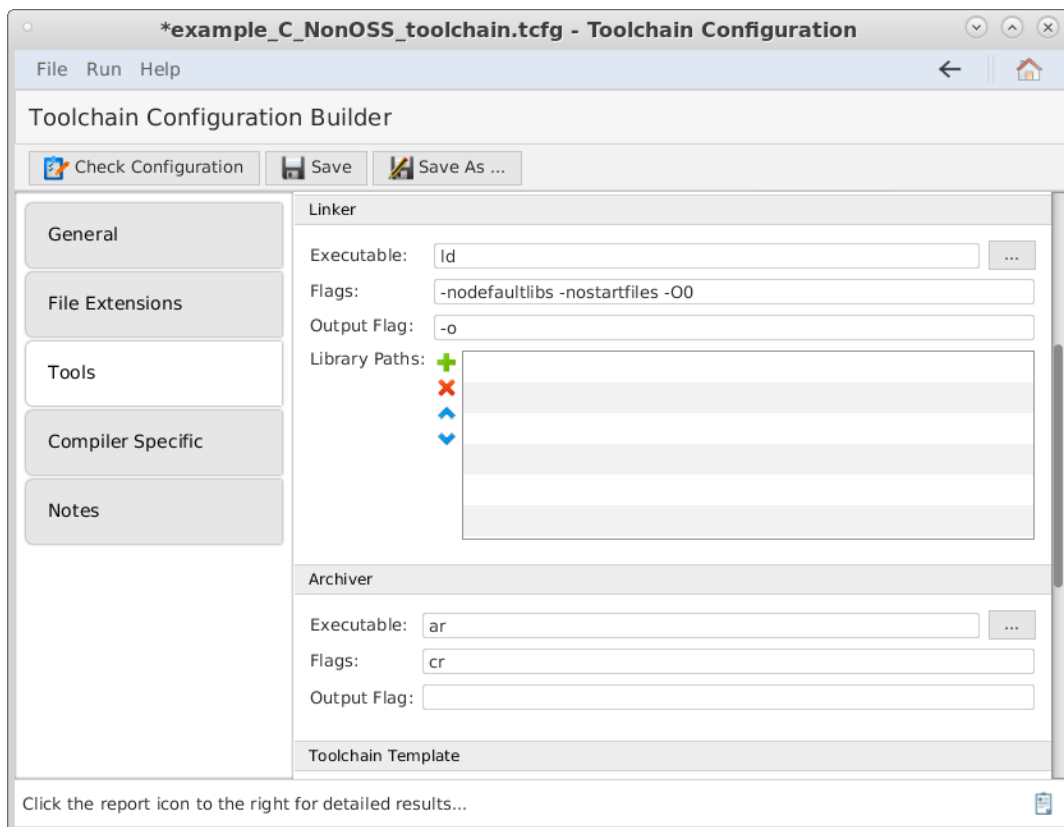 *example_C_NonOSS_toolchain.tcfg - Toolchain Configuration
File Run Help
Toolchain Configuration Builder
Check Configuration Save Save As ...
General
File Extensions
Tools
Compiler Specific
Notes
Linker
Executable: ld ...
Flags: -nodefaultlibs -nostartfiles -O0
Output Flag: -o
Library Paths:
Archiver
Executable: ar ...
Flags: cr
Output Flag:
Toolchain Template
Click the report icon to the right for detailed results...